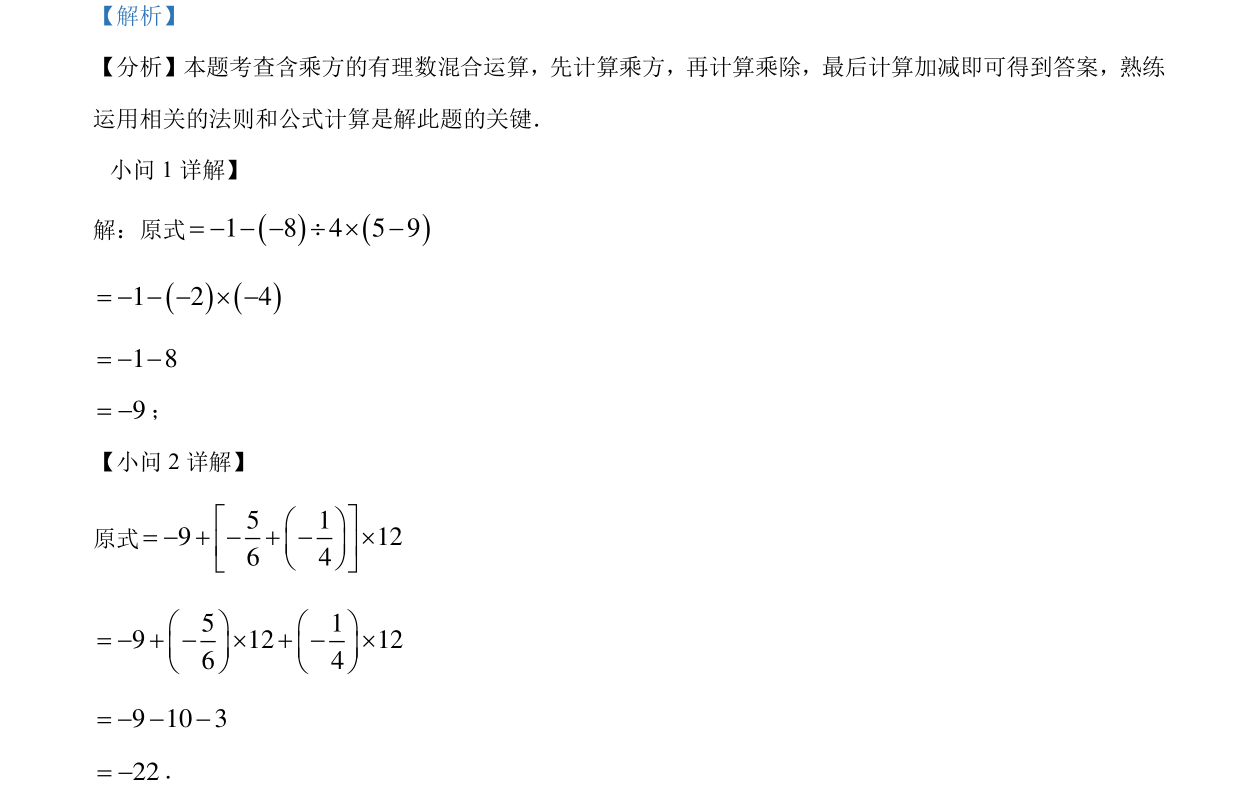 【解析】
【分析】本题考查含乘方的有理数混合运算，先计算乘方，再计算乘除，最后计算加减即可得到答案，熟练
运用相关的法则和公式计算是解此题的关键．
小问 1 详解】
解：原式＝−1−(−8)÷4×(5−9)
＝−1−(−2)×(−4)
＝−1−8
＝−9；
【小问 2 详解】
原式＝−9+[−5/6+(−1/4)]×12
＝−9+(−5/6)×12+(−1/4)×12
＝−9−10−3
＝−22．